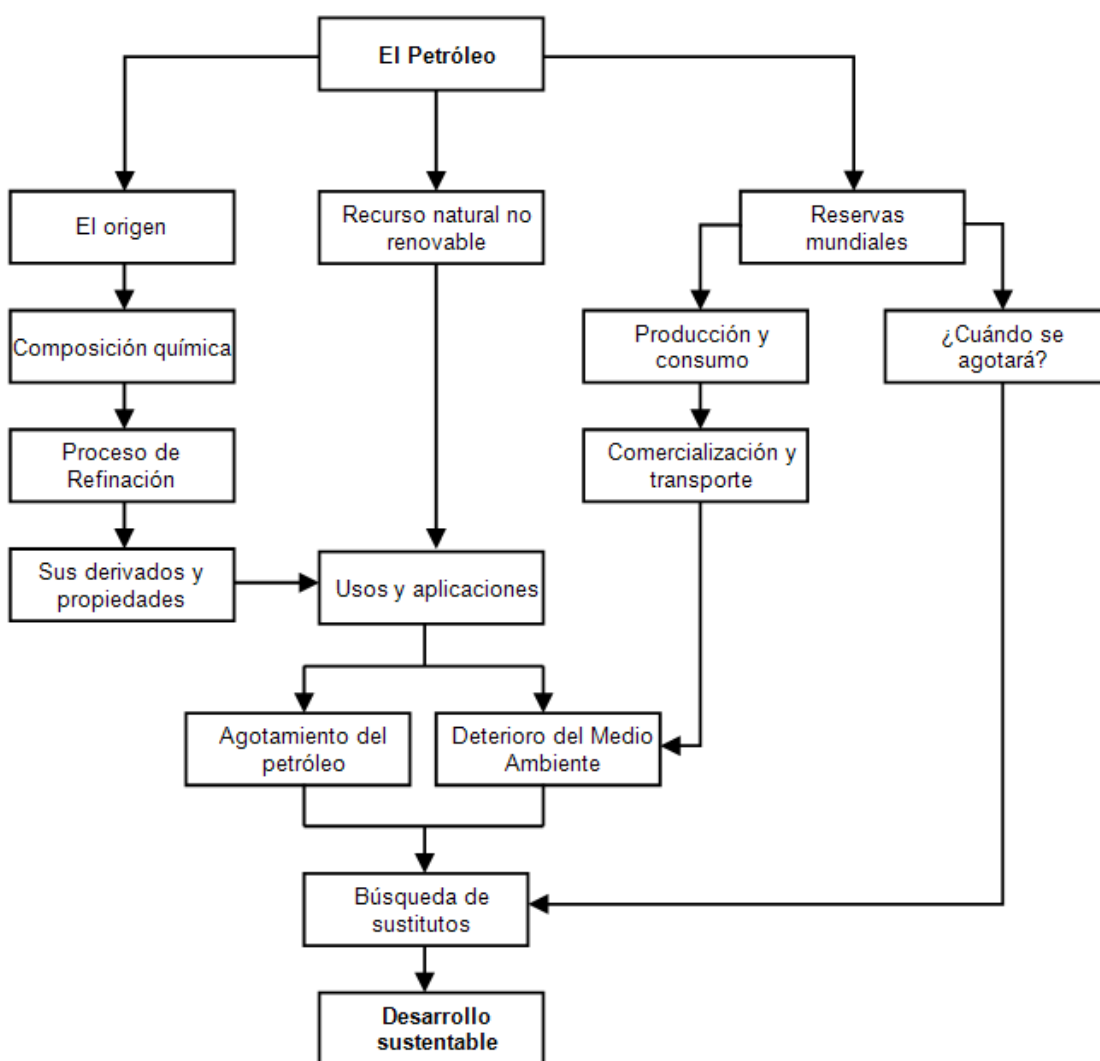 El Petróleo
El origen
Recurso natural no
renovable
Reservas
mundiales
Composición química
Producción y
consumo
¿Cuándo se
agotará?
Proceso de
Refinación
Comercialización y
transporte
Sus derivados y
propiedades
Usos y aplicaciones
Agotamiento del
petróleo
Deterioro del Medio
Ambiente
Búsqueda de
sustitutos
Desarrollo
sustentable